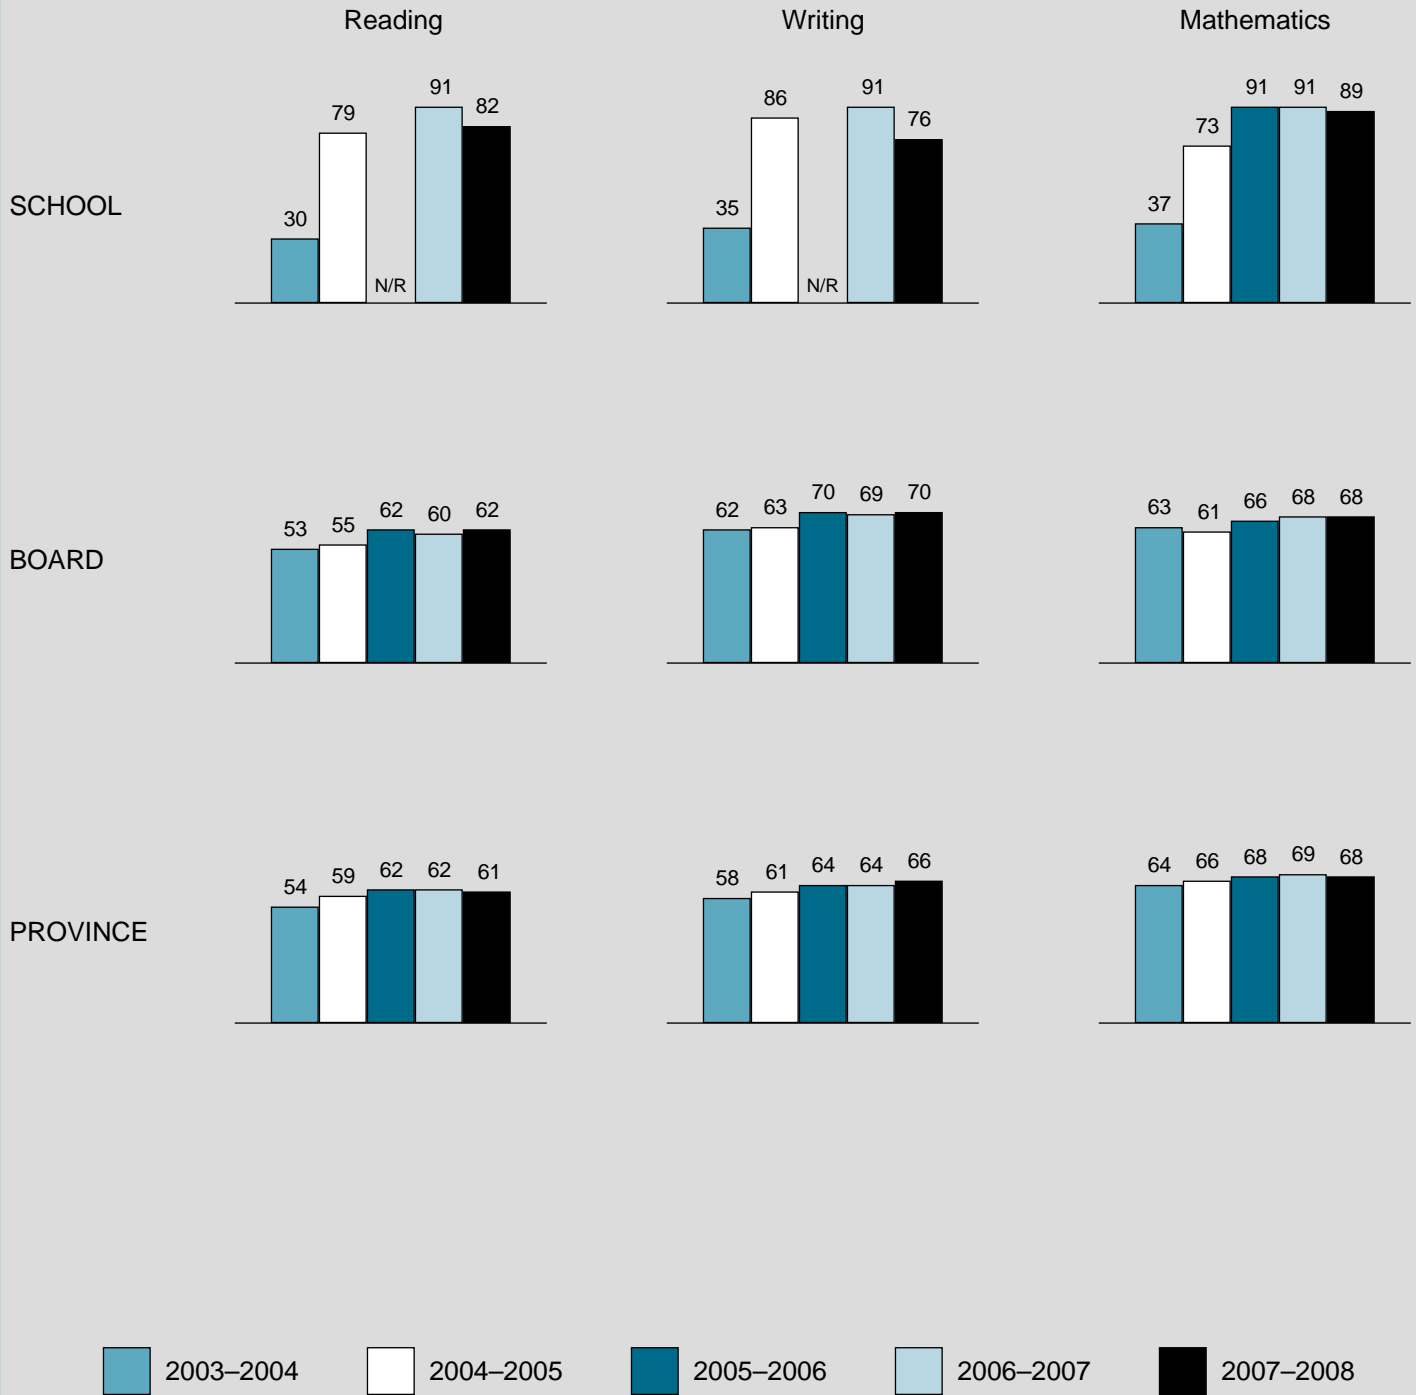 Reading Writing Mathematics
SCHOOL
30 79 N/R 91 82
35 86 N/R 91 76
37 73 91 91 89
BOARD
53 55 62 60 62
62 63 70 69 70
63 61 66 68 68
PROVINCE
54 59 62 62 61
58 61 64 64 66
64 66 68 69 68
2003–2004 2004–2005 2005–2006 2006–2007 2007–2008